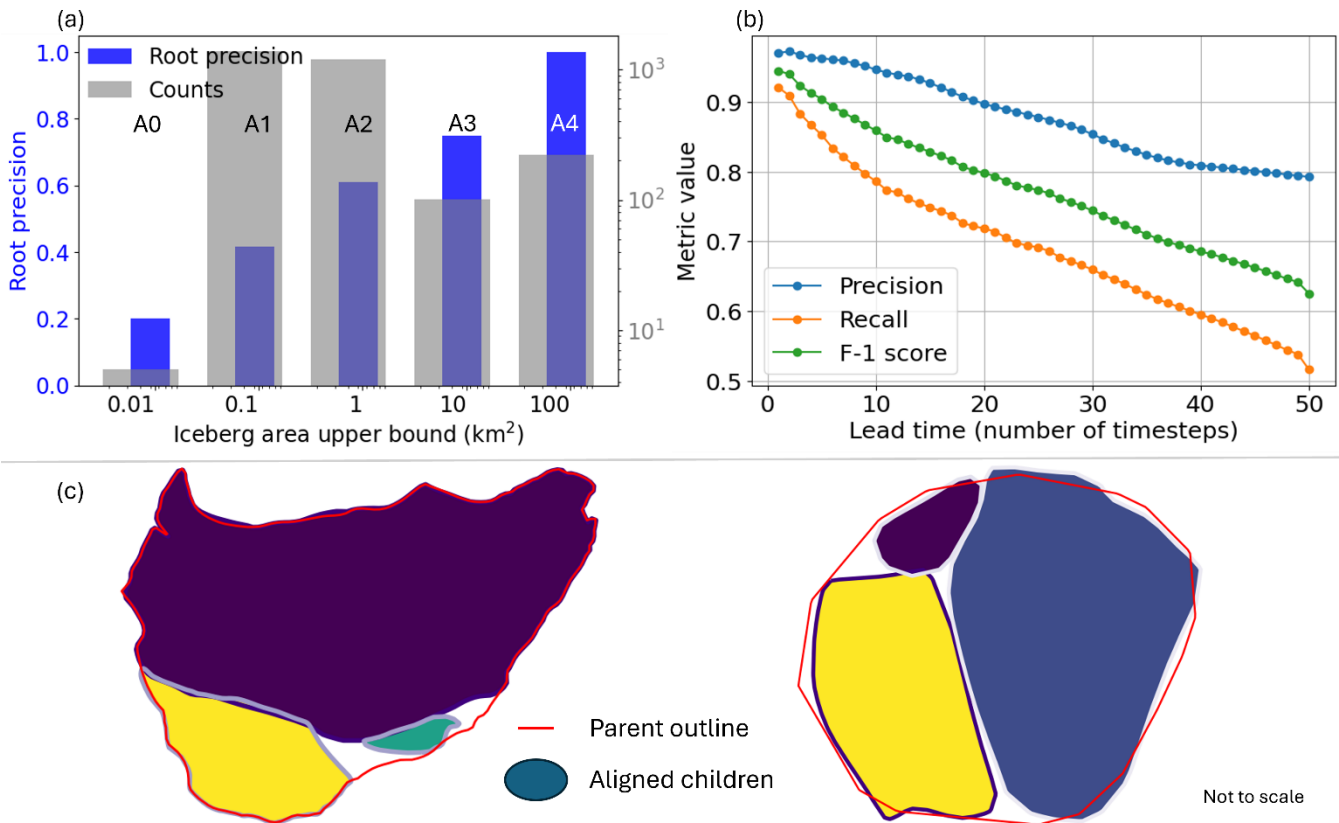 (a)
Root precision
Counts
A0
A1
A2
A3
A4
1.0
0.8
0.6
0.4
0.2
0.0
Root precision
10³
10²
10¹
0.01
0.1
1
10
100
Iceberg area upper bound (km²)
(b)
Metric value
0.9
0.8
0.7
0.6
0.5
Precision
Recall
F-1 score
0
10
20
30
40
50
Lead time (number of timesteps)
(c)
Parent outline
Aligned children
Not to scale